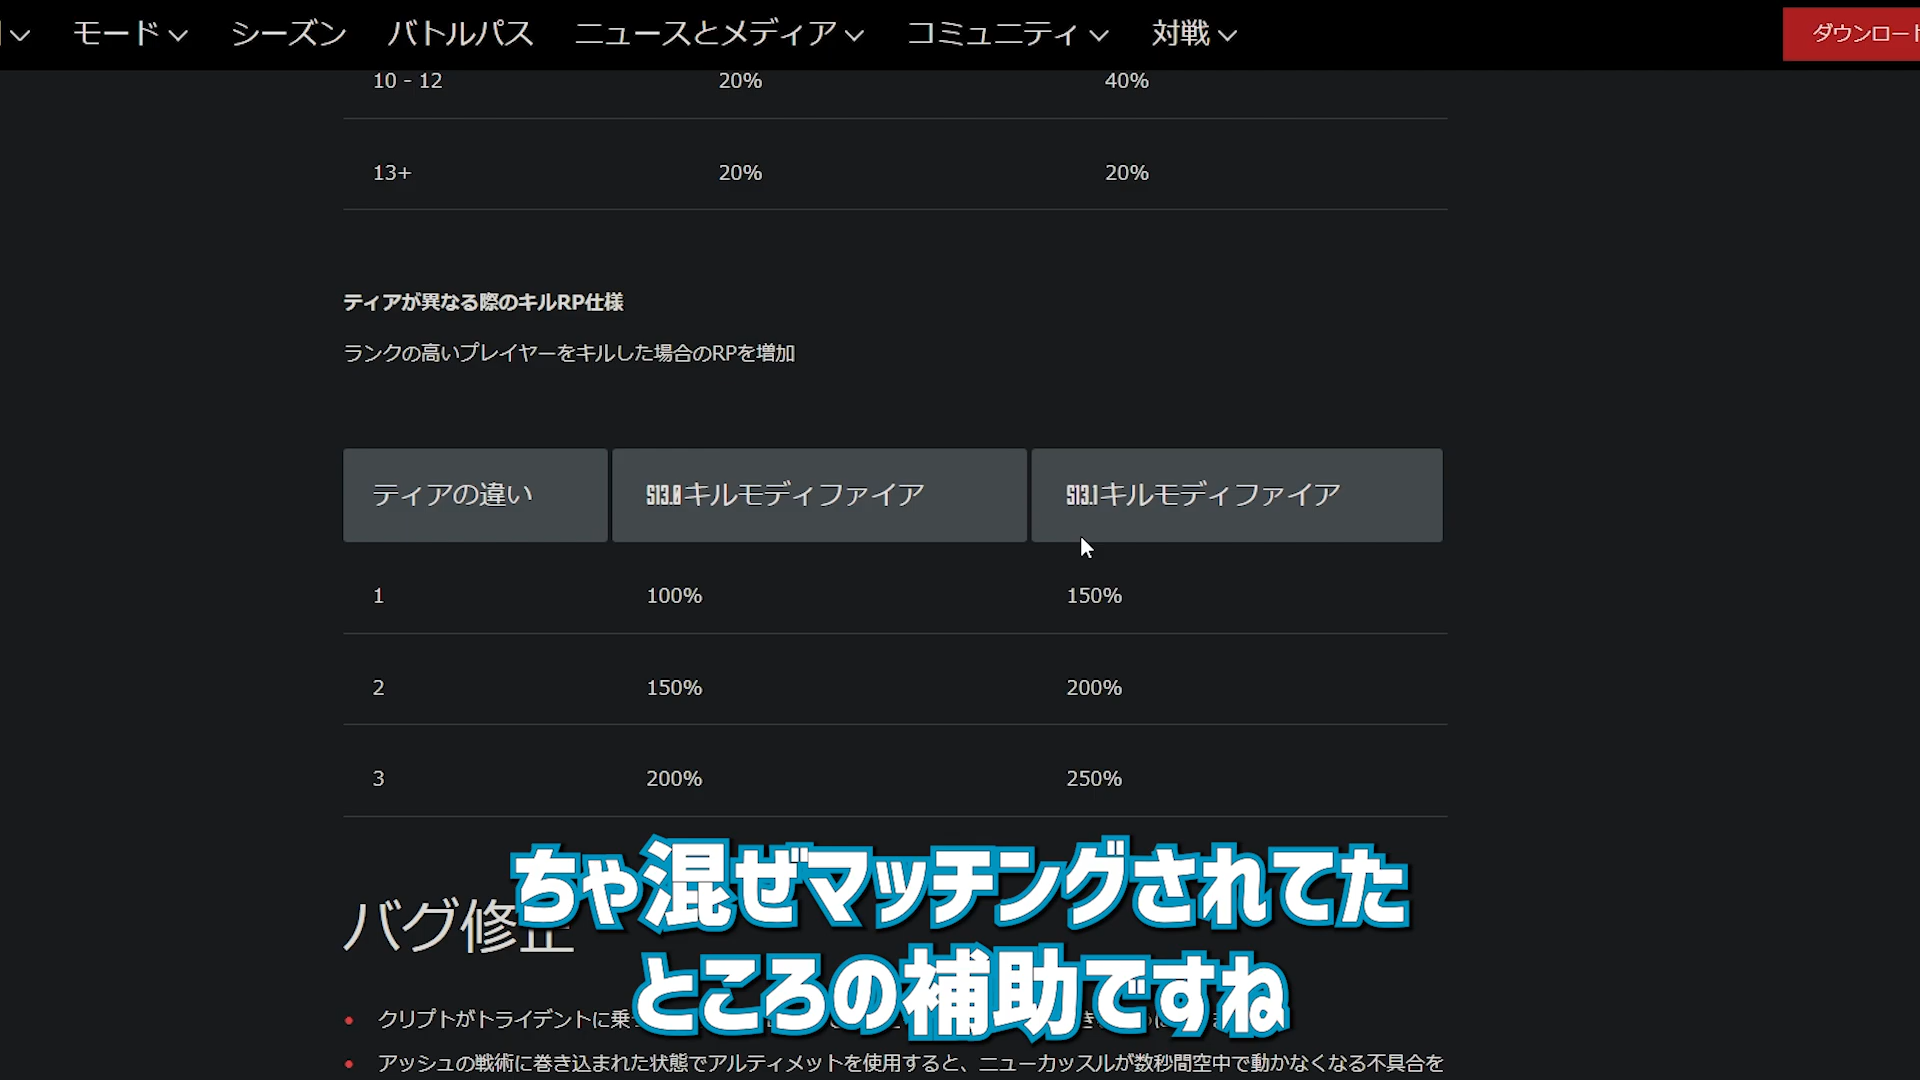 モード シーズン バトルパス ニュースとメディア コミュニティ 対戦 ダウンロード
10 - 12 20% 40%
13+ 20% 20%
ティアが異なる際のキルRP仕様
ランクの高いプレイヤーをキルした場合のRPを増加
ティアの違い S13.0キルモディファイア S13.1キルモディファイア
1 100% 150%
2 150% 200%
3 200% 250%
ちゃ混ぜマッチングされてた
バグ修正
ところの補助ですね
クリプトがトライデントに乗っ
アッシュの戦術に巻き込まれた状態でアルティメットを使用すると、ニューカッスルが数秒間空中で動かなくなる不具合を